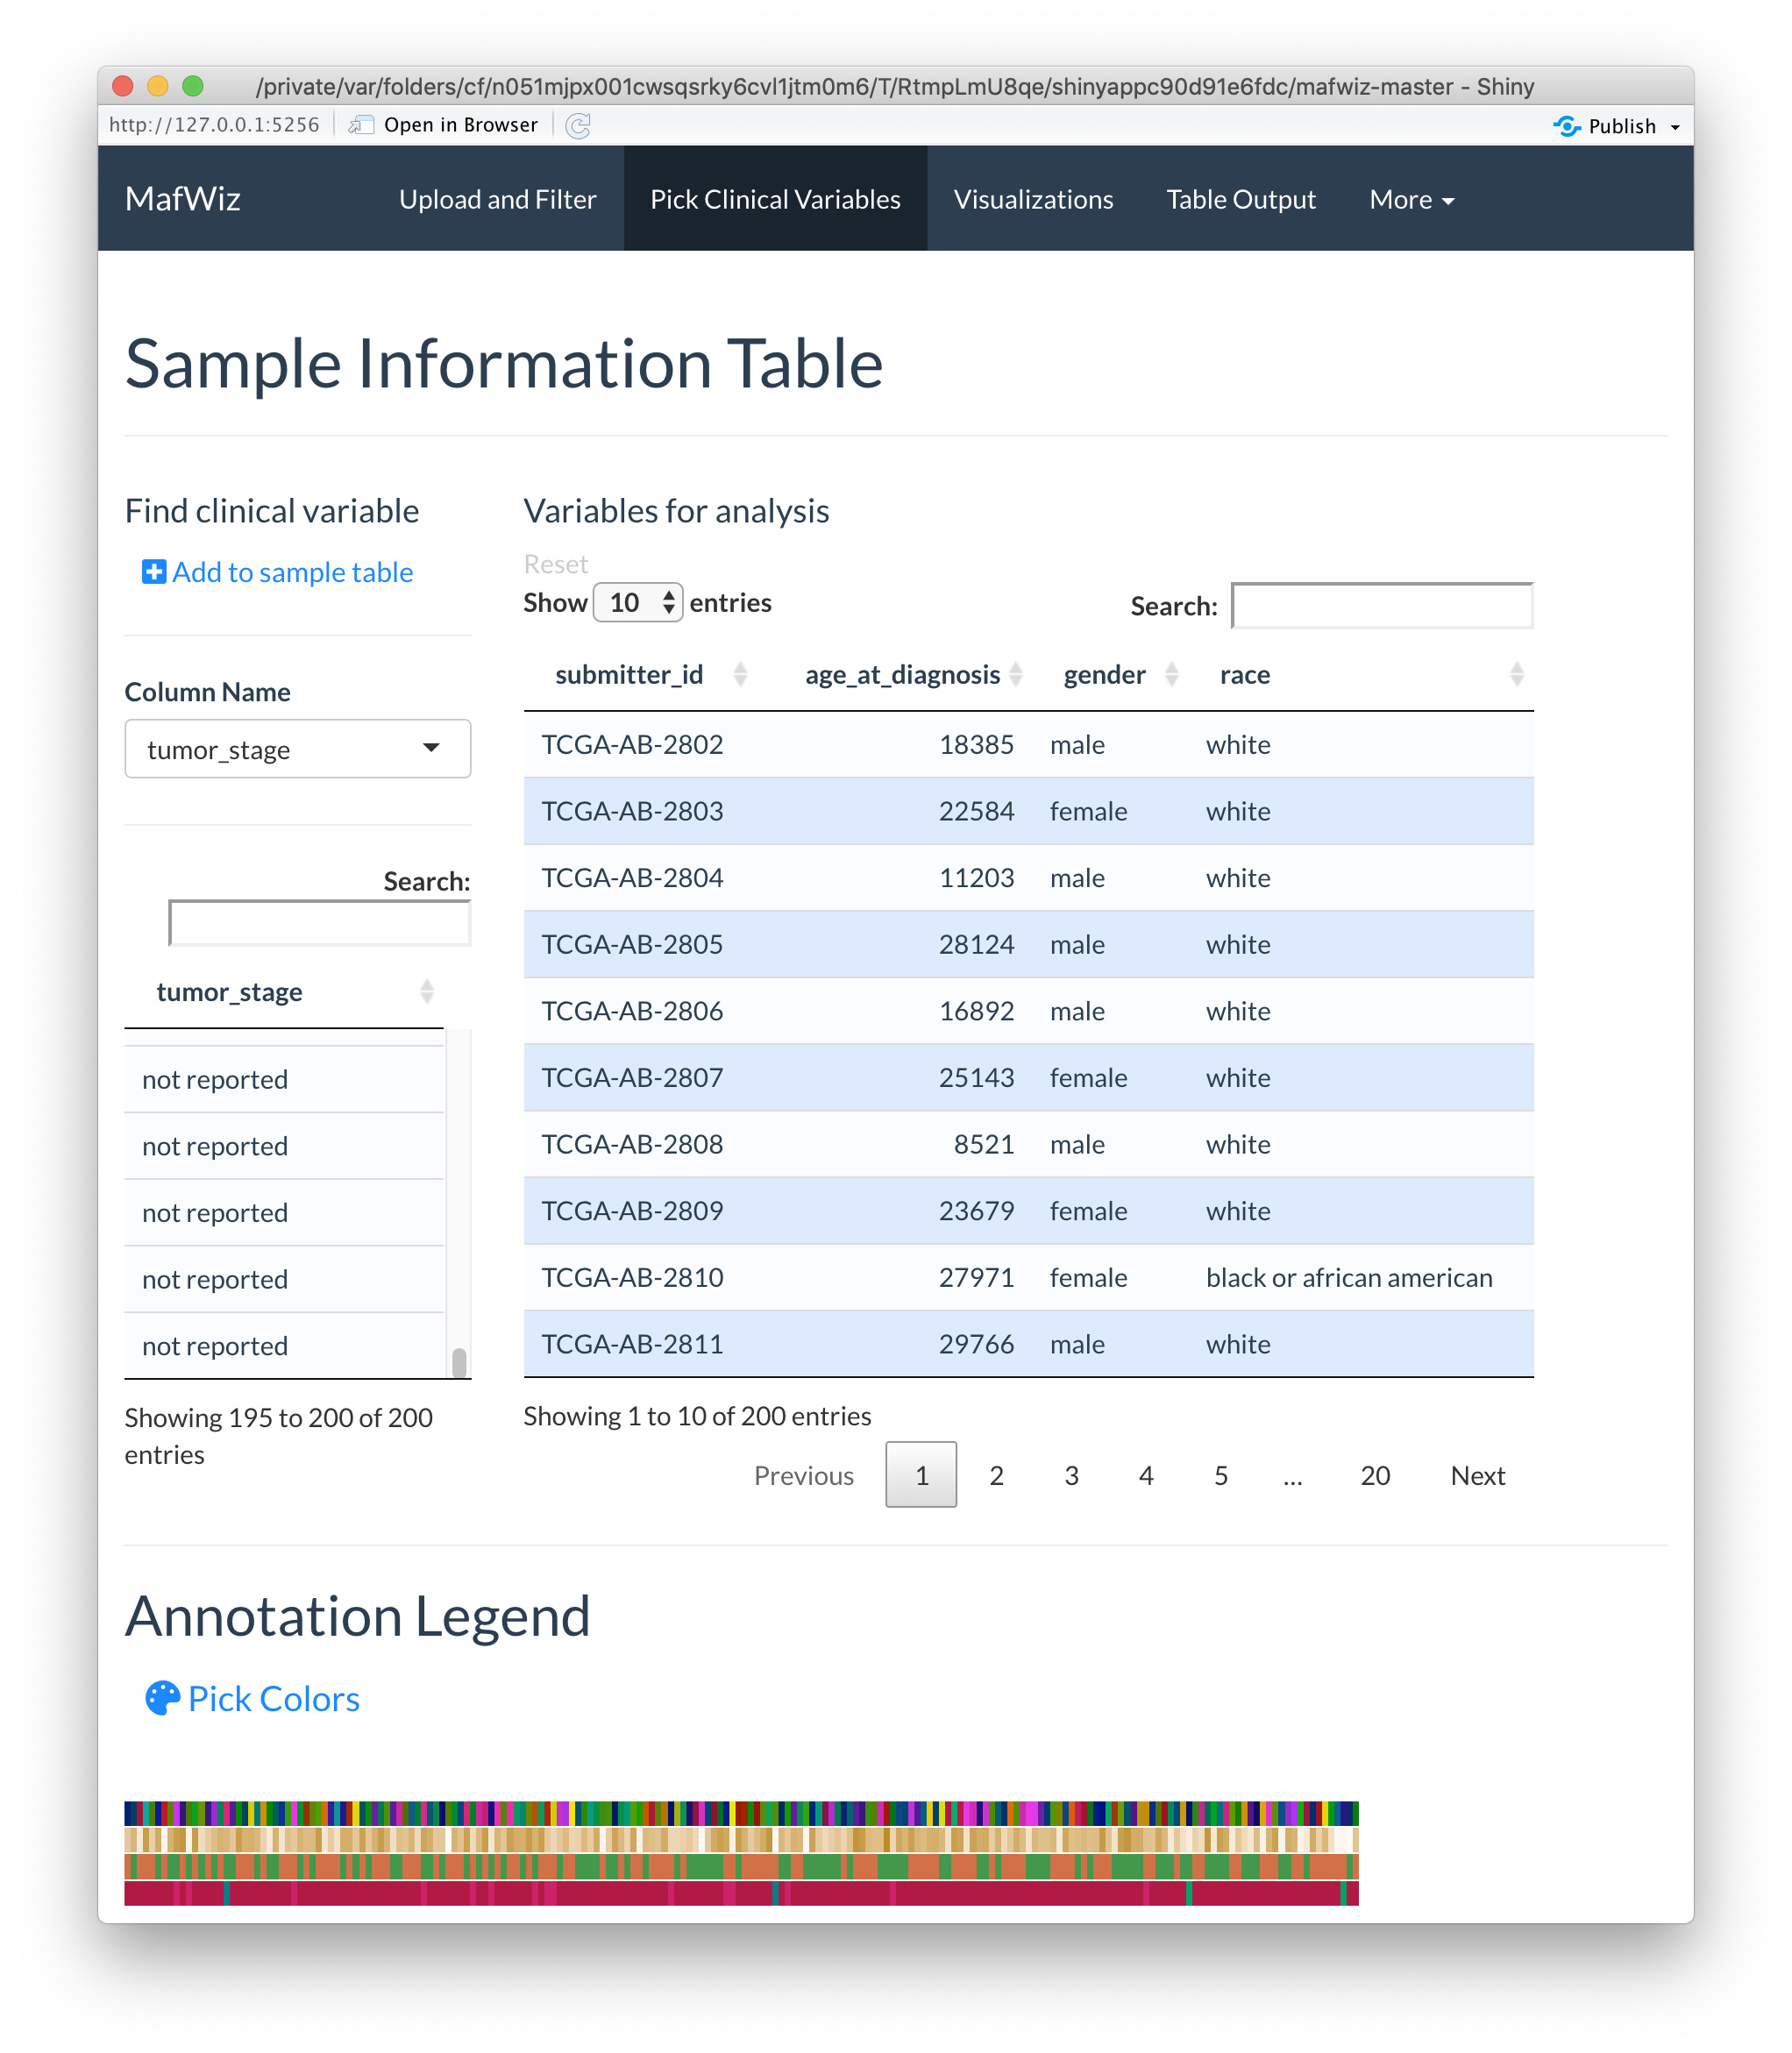 /private/var/folders/cf/n051mjpx001cwsqsrky6cvl1jtm0m6/T/RtmpLmU8qe/shinyappc90d91e6fdc/mafwiz-master - Shiny
http://127.0.0.1:5256 Open in Browser Publish
MafWiz Upload and Filter Pick Clinical Variables Visualizations Table Output More
Sample Information Table
Find clinical variable
Add to sample table
Column Name
tumor_stage
Search:
tumor_stage
not reported
not reported
not reported
not reported
not reported
Showing 195 to 200 of 200
entries
Variables for analysis
Reset
Show 10 entries Search:
submitter_id age_at_diagnosis gender race
TCGA-AB-2802 18385 male white
TCGA-AB-2803 22584 female white
TCGA-AB-2804 11203 male white
TCGA-AB-2805 28124 male white
TCGA-AB-2806 16892 male white
TCGA-AB-2807 25143 female white
TCGA-AB-2808 8521 male white
TCGA-AB-2809 23679 female white
TCGA-AB-2810 27971 female black or african american
TCGA-AB-2811 29766 male white
Showing 1 to 10 of 200 entries
Previous 1 2 3 4 5 ... 20 Next
Annotation Legend
Pick Colors